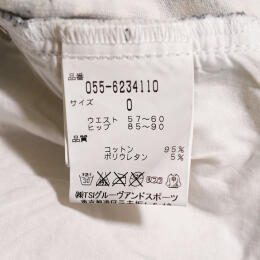 品番
055-6234110
サイズ
0
ウエスト 57〜60
ヒップ 85〜90
品質
コットン 95%
ポリウレタン 5%
㈱TSIグルーヴアンドスポーツ